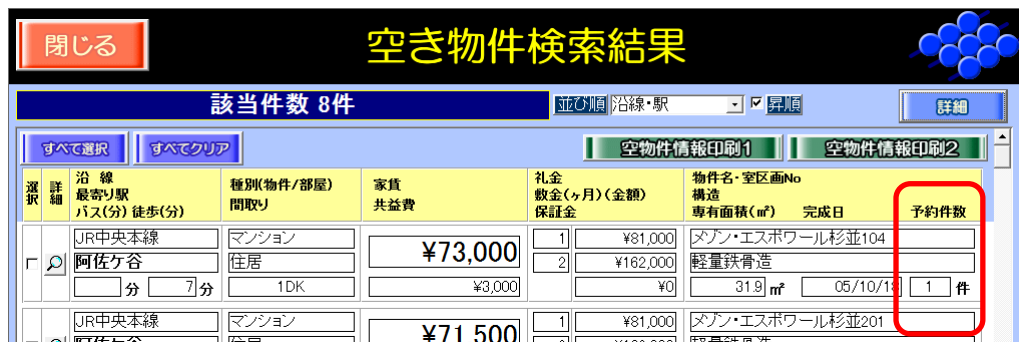 閉じる
空き物件検索結果
該当件数 8件
並び順 沿線・駅 昇順 詳細
すべて選択 すべてクリア 空物件情報印刷1 空物件情報印刷2
選択
詳細
沿 線
最寄り駅
バス(分) 徒歩(分)
種別(物件/部屋)
間取り
家賃
共益費
礼金
敷金(ヶ月)(金額)
保証金
物件名・室区画No
構造
専有面積(㎡) 完成日 予約件数
JR中央本線 マンション ¥73,000 1 ¥81,000 メゾン・エスポワール杉並104
阿佐ケ谷 住居 2 ¥162,000 軽量鉄骨造
分 7 分 1DK ¥3,000 ¥0 31.9 ㎡ 05/10/18 1 件
JR中央本線 マンション ¥71,500 1 ¥81,000 メゾン・エスポワール杉並201